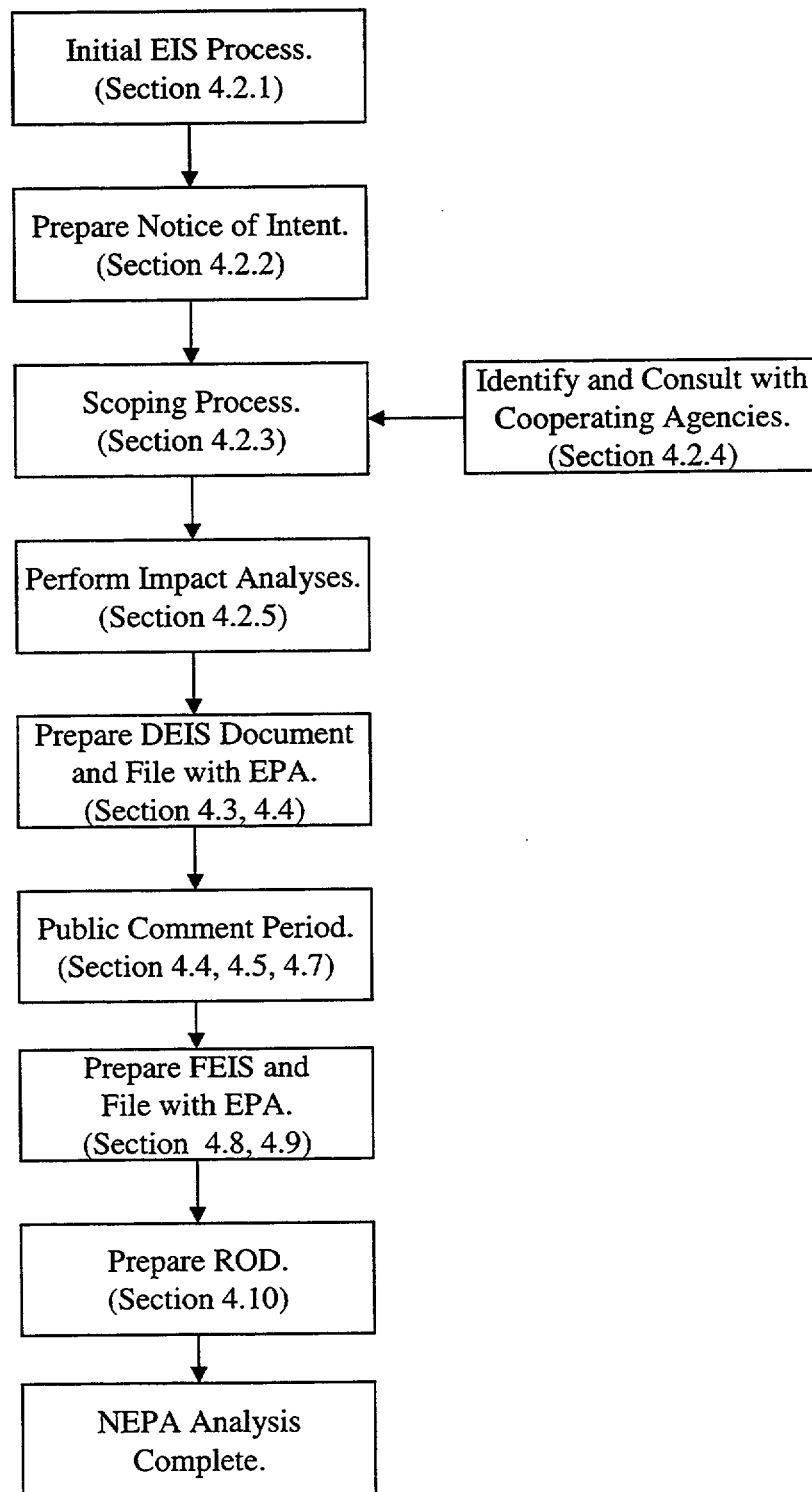 Initial EIS Process.
(Section 4.2.1)
Prepare Notice of Intent.
(Section 4.2.2)
Scoping Process.
(Section 4.2.3)
Identify and Consult with
Cooperating Agencies.
(Section 4.2.4)
Perform Impact Analyses.
(Section 4.2.5)
Prepare DEIS Document
and File with EPA.
(Section 4.3, 4.4)
Public Comment Period.
(Section 4.4, 4.5, 4.7)
Prepare FEIS and
File with EPA.
(Section 4.8, 4.9)
Prepare ROD.
(Section 4.10)
NEPA Analysis
Complete.